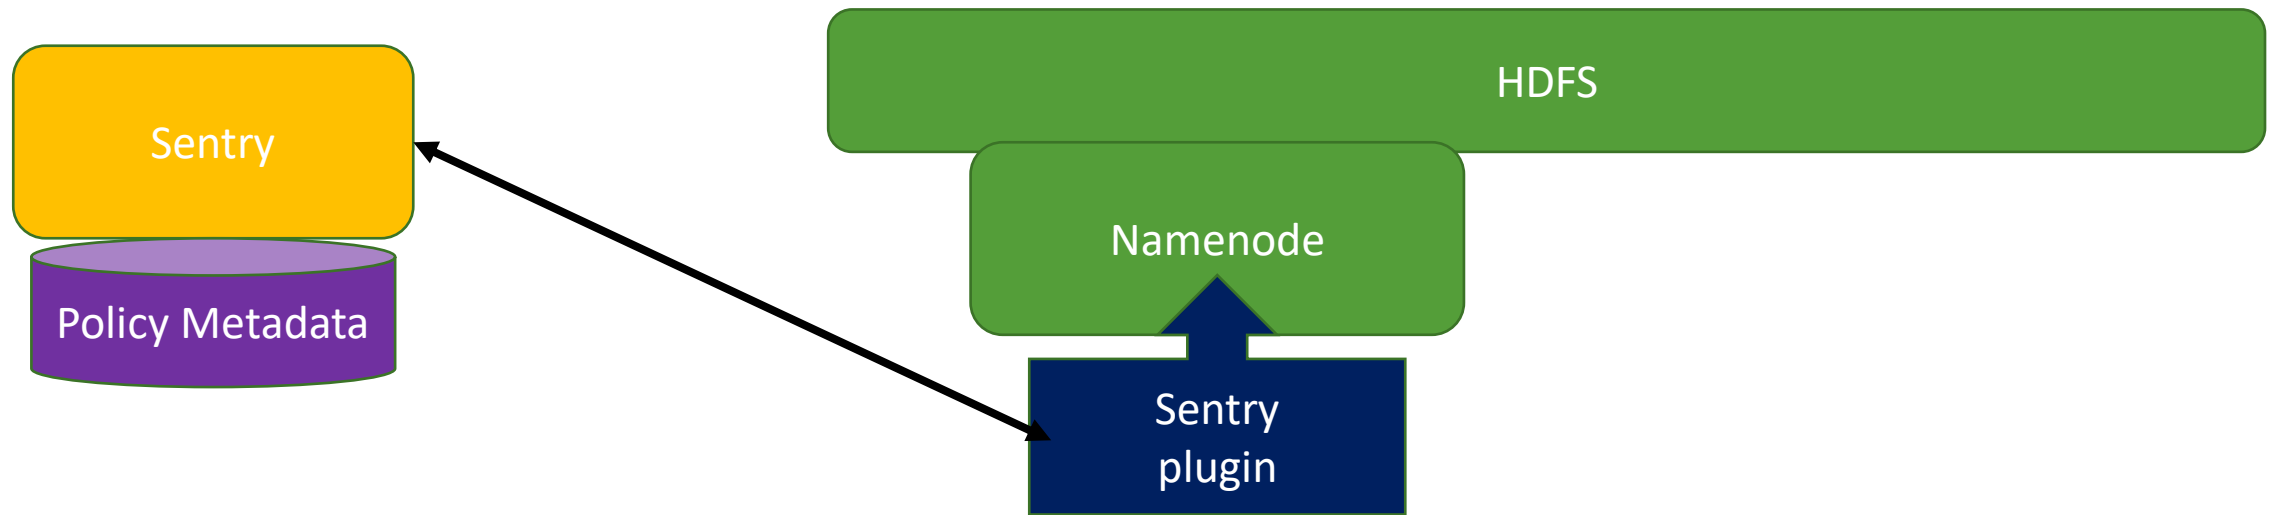 HDFS
Sentry
Namenode
Policy Metadata
Sentry
plugin